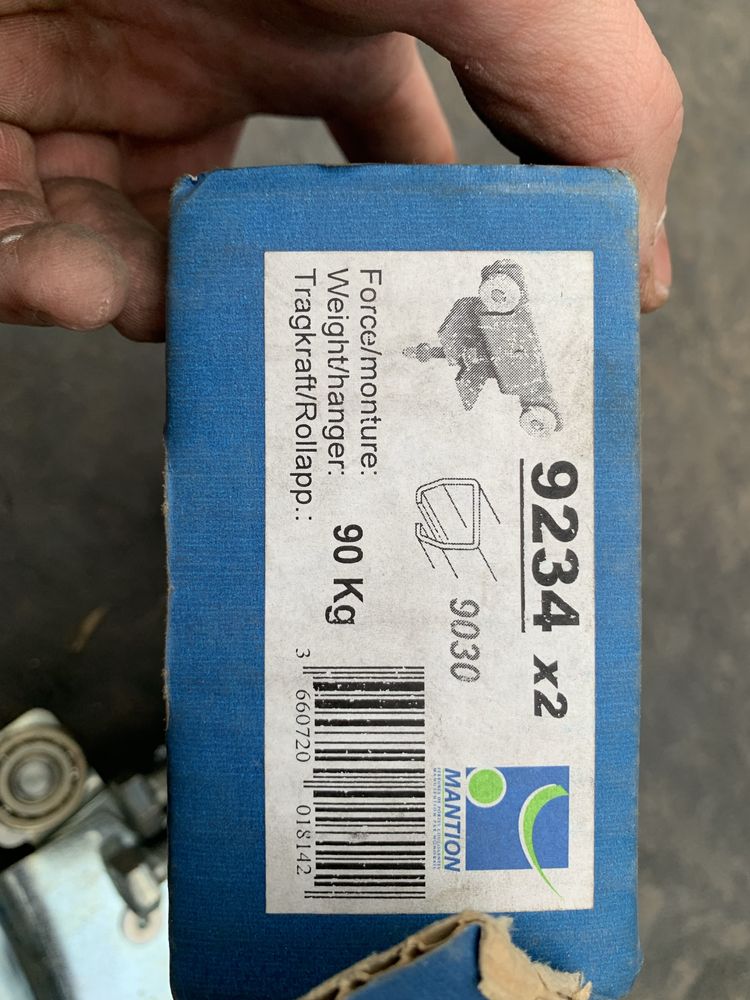 9234 x2
9030
Force/monture:
Weight/hanger:
Tragkraft/Rollapp.:
90 Kg
MANTION
3 660720 018142